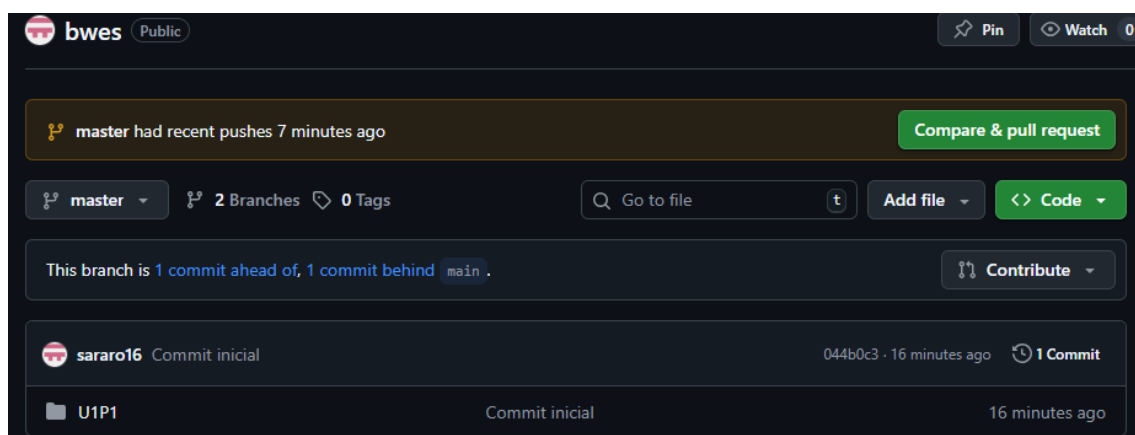 bwes Public Pin Watch 0
master had recent pushes 7 minutes ago Compare & pull request
master 2 Branches 0 Tags Go to file t Add file <> Code
This branch is 1 commit ahead of, 1 commit behind main . Contribute
sararo16 Commit inicial 044b0c3 · 16 minutes ago 1 Commit
U1P1 Commit inicial 16 minutes ago